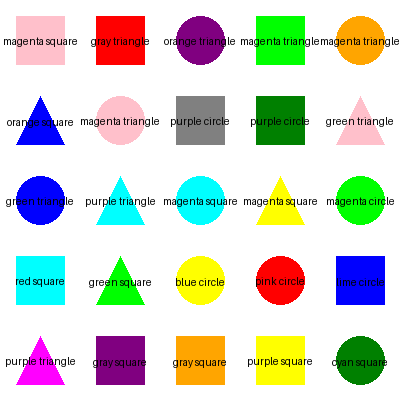 magenta square gray triangle orange triangle magenta triangle magenta triangle
orange square magenta triangle purple circle purple circle green triangle
green triangle purple triangle magenta square magenta square magenta circle
red square green square blue circle pink circle lime circle
purple triangle gray square gray square purple square cyan square